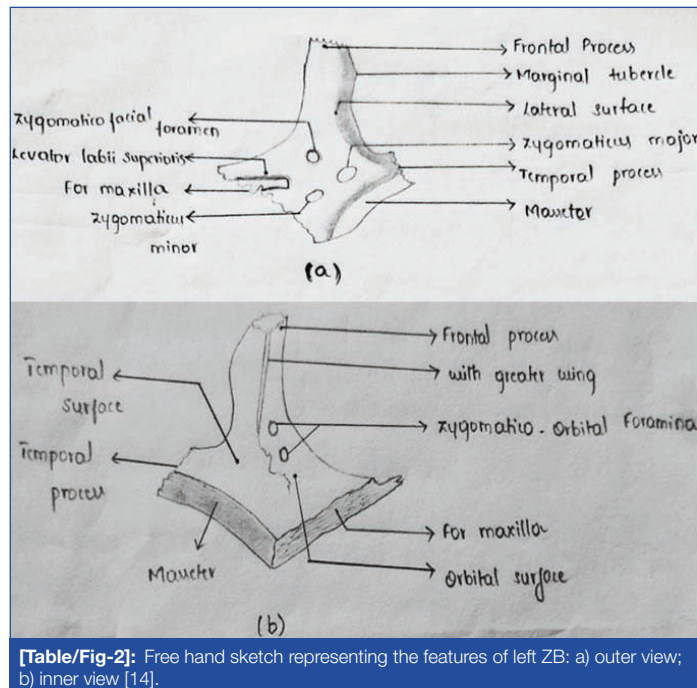 Frontal Process
Marginal tubercle
Lateral surface
Zygomatico facial foramen
Zygomaticus major
Levator labii superioris
Temporal process
For maxilla
Masseter
Zygomaticus minor
(a)
Frontal process
Temporal surface
with greater wing
Zygomatico-Orbital Foramina
Temporal process
For maxilla
Masseter
Orbital surface
(b)
[Table/Fig-2]: Free hand sketch representing the features of left ZB: a) outer view;
b) inner view [14].